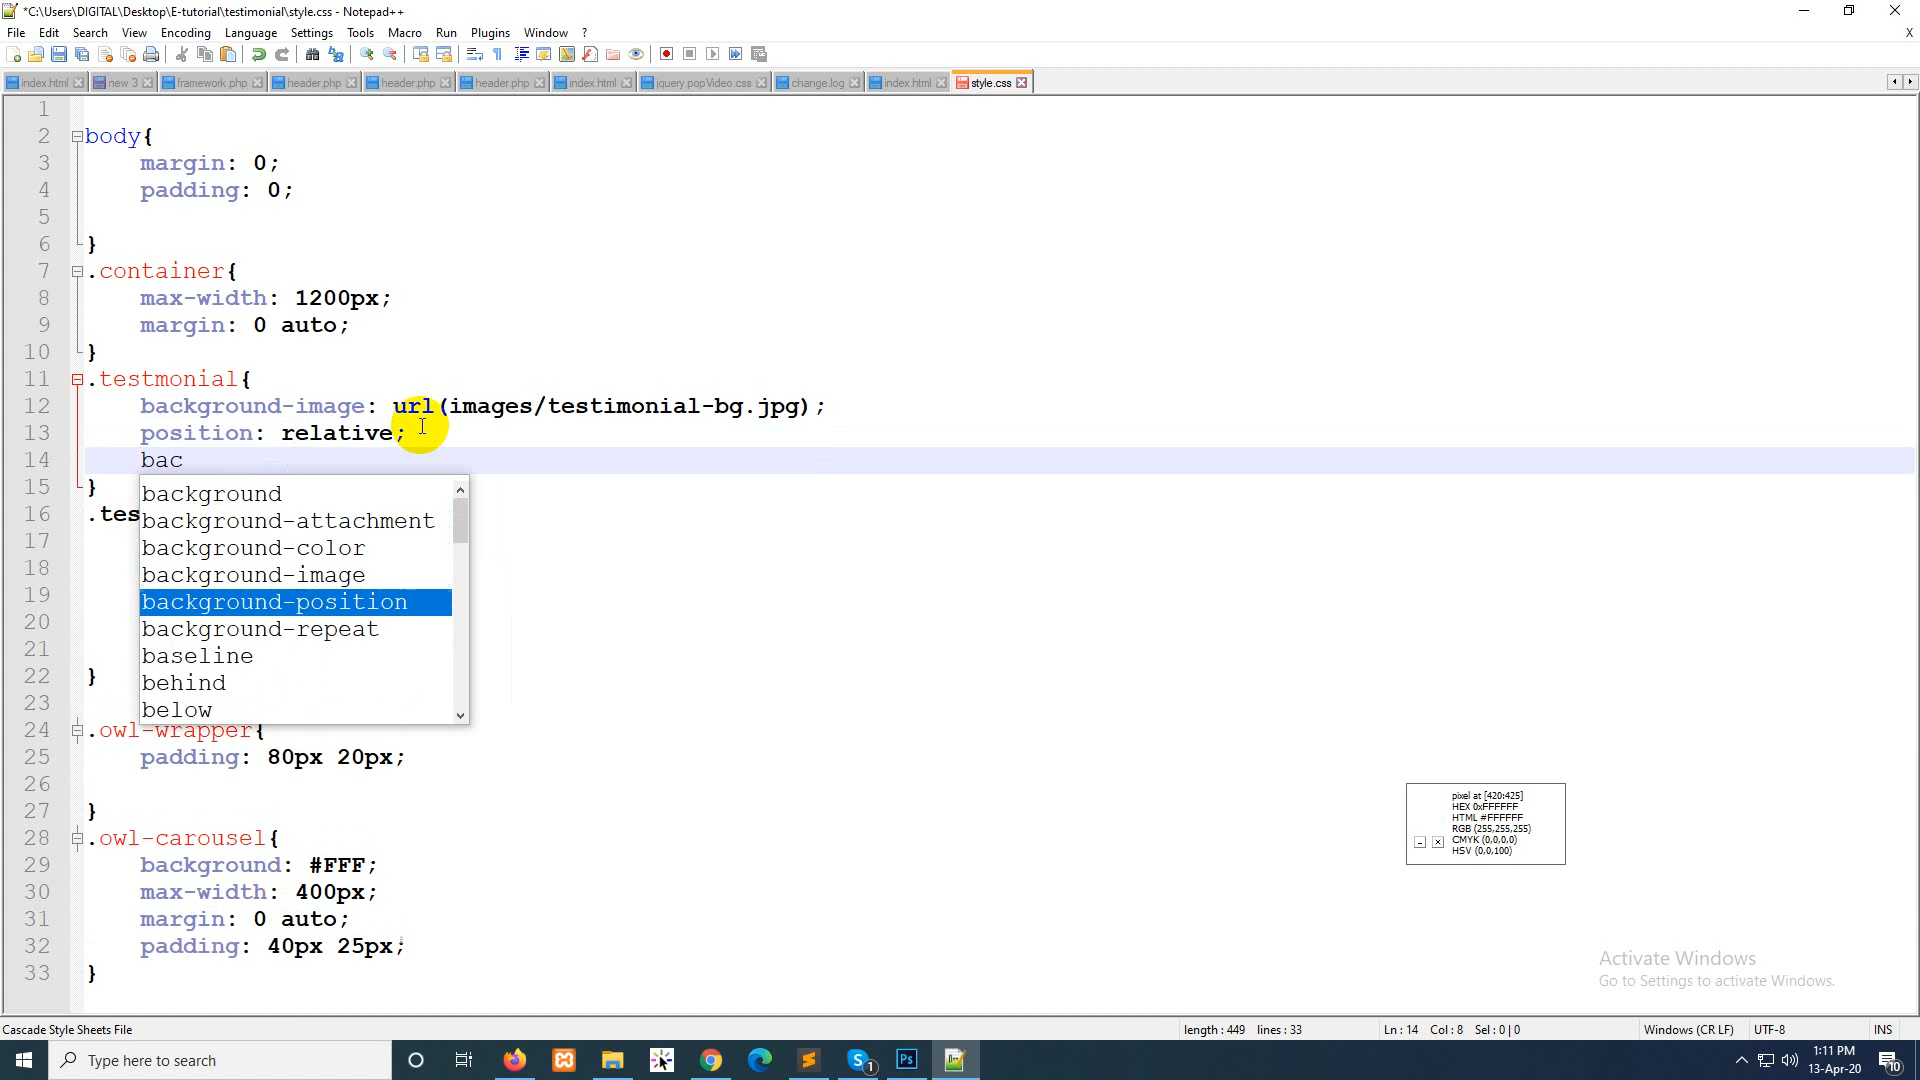 *C:\Users\DIGITAL\Desktop\E-tutorial\testimonial\style.css - Notepad++
File Edit Search View Encoding Language Settings Tools Macro Run Plugins Window ? X
index.html new 3 framework.php header.php header.php header.php index.html jquery.popVideo.css change.log index.html style.css
1
2 body{
3 margin: 0;
4 padding: 0;
5
6 }
7 .container{
8 max-width: 1200px;
9 margin: 0 auto;
10 }
11 .testmonial{
12 background-image: url(images/testimonial-bg.jpg);
13 position: relative;
14 bac
15 }
16 .tes
17
18
19
20
21
22 }
23
24 .owl-wrapper{
25 padding: 80px 20px;
26
27 }
28 .owl-carousel{
29 background: #FFF;
30 max-width: 400px;
31 margin: 0 auto;
32 padding: 40px 25px;
33 }
background
background-attachment
background-color
background-image
background-position
background-repeat
baseline
behind
below
pixel at [420:425]
HEX 0xFFFFFF
HTML #FFFFFF
RGB (255,255,255)
CMYK (0,0,0,0)
HSV (0,0,100)
Activate Windows
Go to Settings to activate Windows.
Cascade Style Sheets File length : 449 lines : 33 Ln : 14 Col : 8 Sel : 0 | 0 Windows (CR LF) UTF-8 INS
Type here to search
1
Ps
1:11 PM
13-Apr-20
10